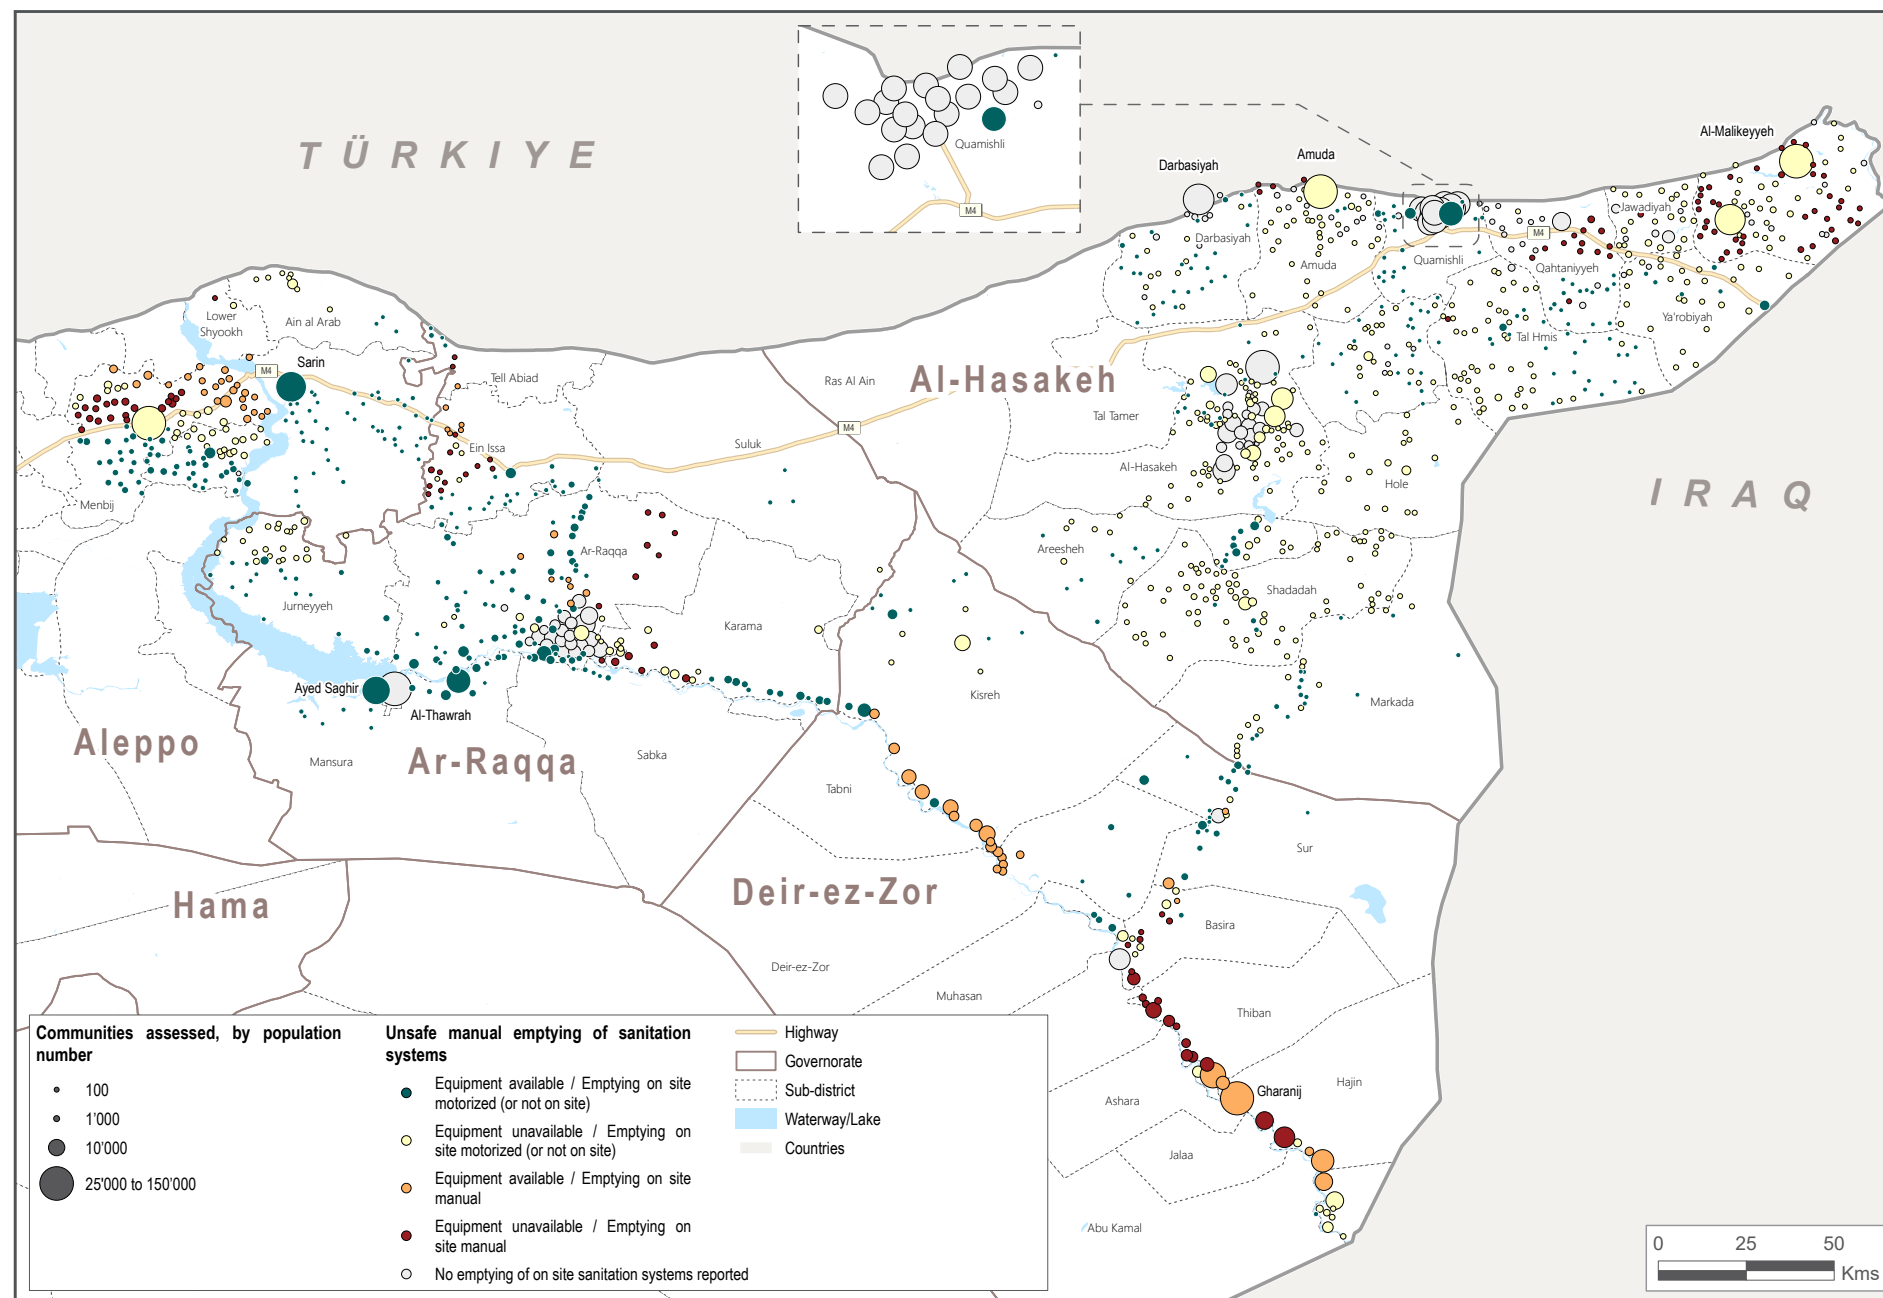 TÜRKIYE
Quamishli
M4
Al-Malikeyyeh
Amuda
Darbasiyah
Jawadiyah
M4
Darbasiyah
Amuda
Quamishli
Qahtaniyyeh
Ya'robiyah
Tal Hmis
Lower
Shyookh
Ain al Arab
Sarin
M4
Tell Abiad
Ras Al Ain
Al-Hasakeh
Tal Tamer
M4
Suluk
Ein Issa
Al-Hasakeh
Hole
IRAQ
Menbij
Ar-Raqqa
Areesheh
Shadadah
Jurneyyeh
Karama
Kisreh
Markada
Ayed Saghir
Al-Thawrah
Aleppo
Ar-Raqqa
Mansura
Sabka
Tabni
Sur
Hama
Deir-ez-Zor
Basira
Deir-ez-Zor
Muhasan
Thiban
Hajin
Gharanij
Ashara
Jalaa
Abu Kamal
Communities assessed, by population
number
100
1'000
10'000
25'000 to 150'000
Unsafe manual emptying of sanitation
systems
Equipment available / Emptying on site
motorized (or not on site)
Equipment unavailable / Emptying on
site motorized (or not on site)
Equipment available / Emptying on site
manual
Equipment unavailable / Emptying on
site manual
No emptying of on site sanitation systems reported
Highway
Governorate
Sub-district
Waterway/Lake
Countries
0 25 50
Kms